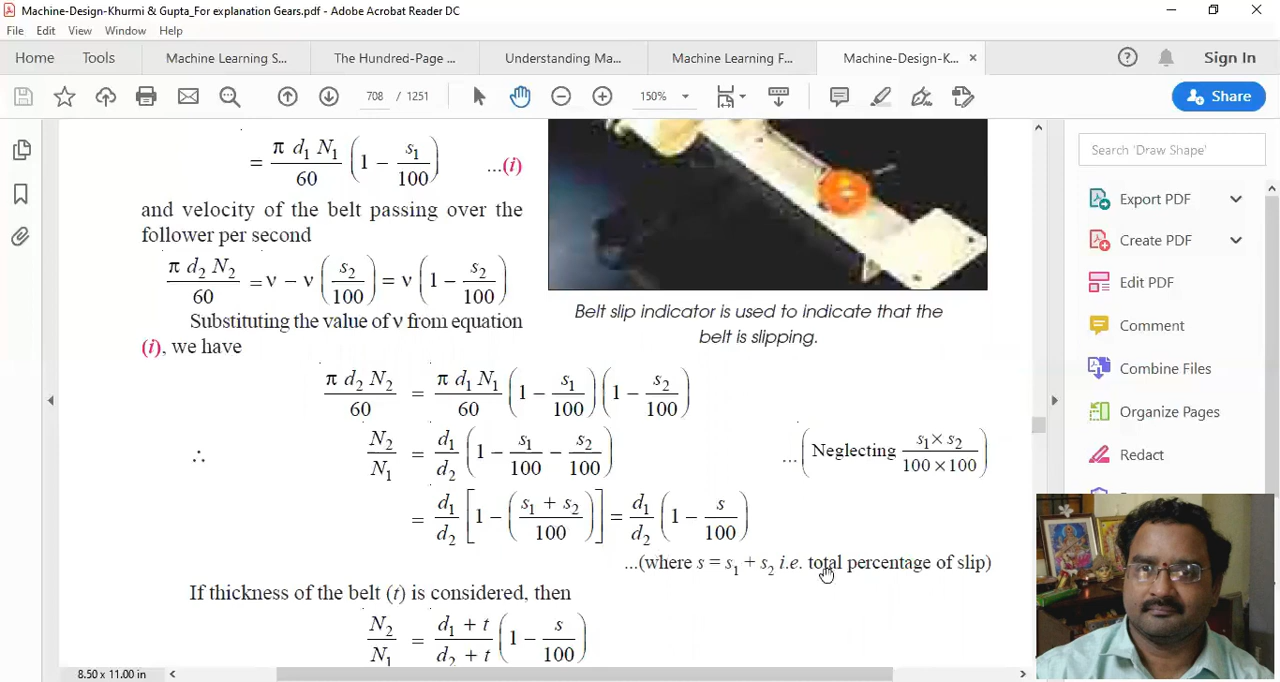 Machine-Design-Khurmi & Gupta_For explanation Gears.pdf - Adobe Acrobat Reader DC
File Edit View Window Help
Home Tools Machine Learning S... The Hundred-Page ... Understanding Ma... Machine Learning F... Machine-Design-K... × Sign In
708 / 1251 150% Share
= π d₁ N₁ / 60 (1 − s₁/100) ...(i)
and velocity of the belt passing over the
follower per second
π d₂ N₂ / 60 = v − v (s₂/100) = v (1 − s₂/100)
Substituting the value of v from equation
(i), we have
Belt slip indicator is used to indicate that the
belt is slipping.
π d₂ N₂ / 60 = π d₁ N₁ / 60 (1 − s₁/100) (1 − s₂/100)
∴ N₂/N₁ = d₁/d₂ (1 − s₁/100 − s₂/100) ...(Neglecting s₁ × s₂ / 100 × 100)
= d₁/d₂ [1 − (s₁ + s₂ / 100)] = d₁/d₂ (1 − s/100)
...(where s = s₁ + s₂ i.e. total percentage of slip)
If thickness of the belt (t) is considered, then
N₂/N₁ = d₁ + t / d₂ + t (1 − s/100)
8.50 x 11.00 in
Search 'Draw Shape'
Export PDF
Create PDF
Edit PDF
Comment
Combine Files
Organize Pages
Redact